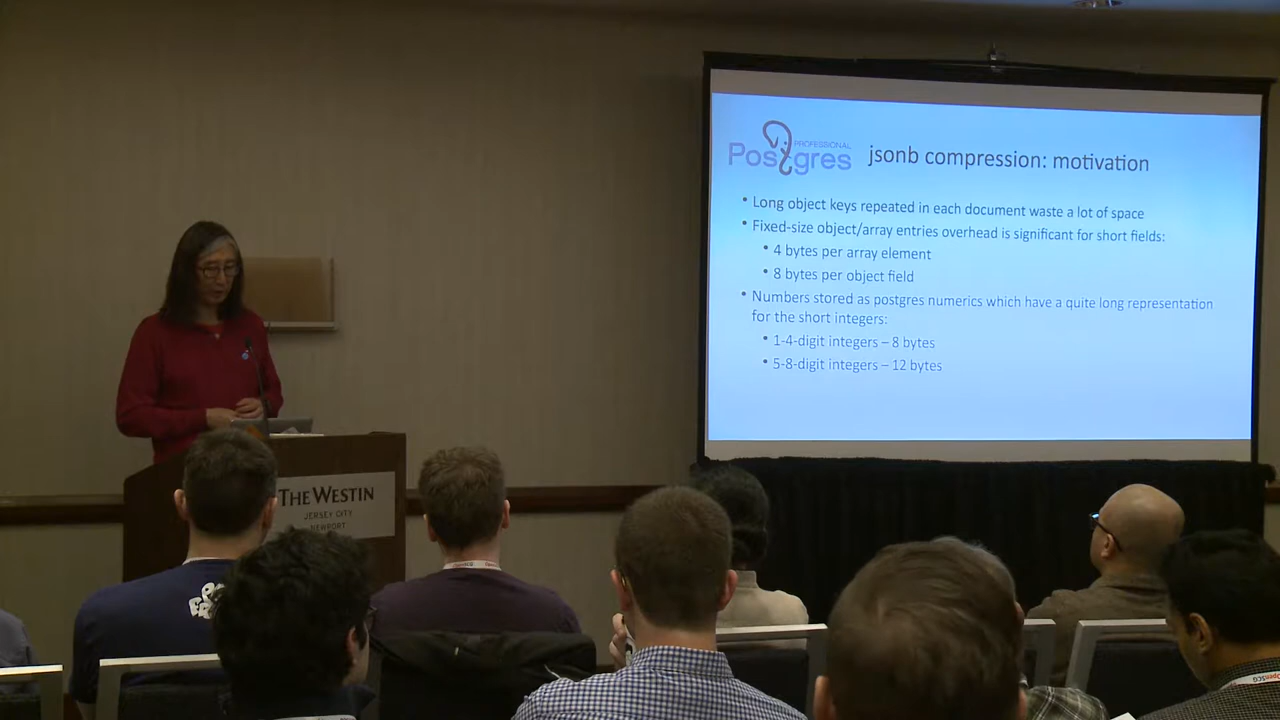 PROFESSIONAL
Postgres
jsonb compression: motivation
• Long object keys repeated in each document waste a lot of space
• Fixed-size object/array entries overhead is significant for short fields:
• 4 bytes per array element
• 8 bytes per object field
• Numbers stored as postgres numerics which have a quite long representation
for the short integers:
• 1-4-digit integers – 8 bytes
• 5-8-digit integers – 12 bytes
THE WESTIN
JERSEY CITY
NEWPORT
OpenSCG